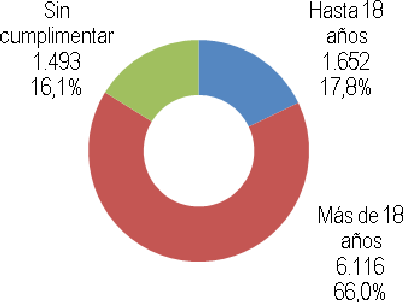 Sin
cumplimentar
1.493
16,1%
Hasta 18
años
1.652
17,8%
Más de 18
años
6.116
66,0%